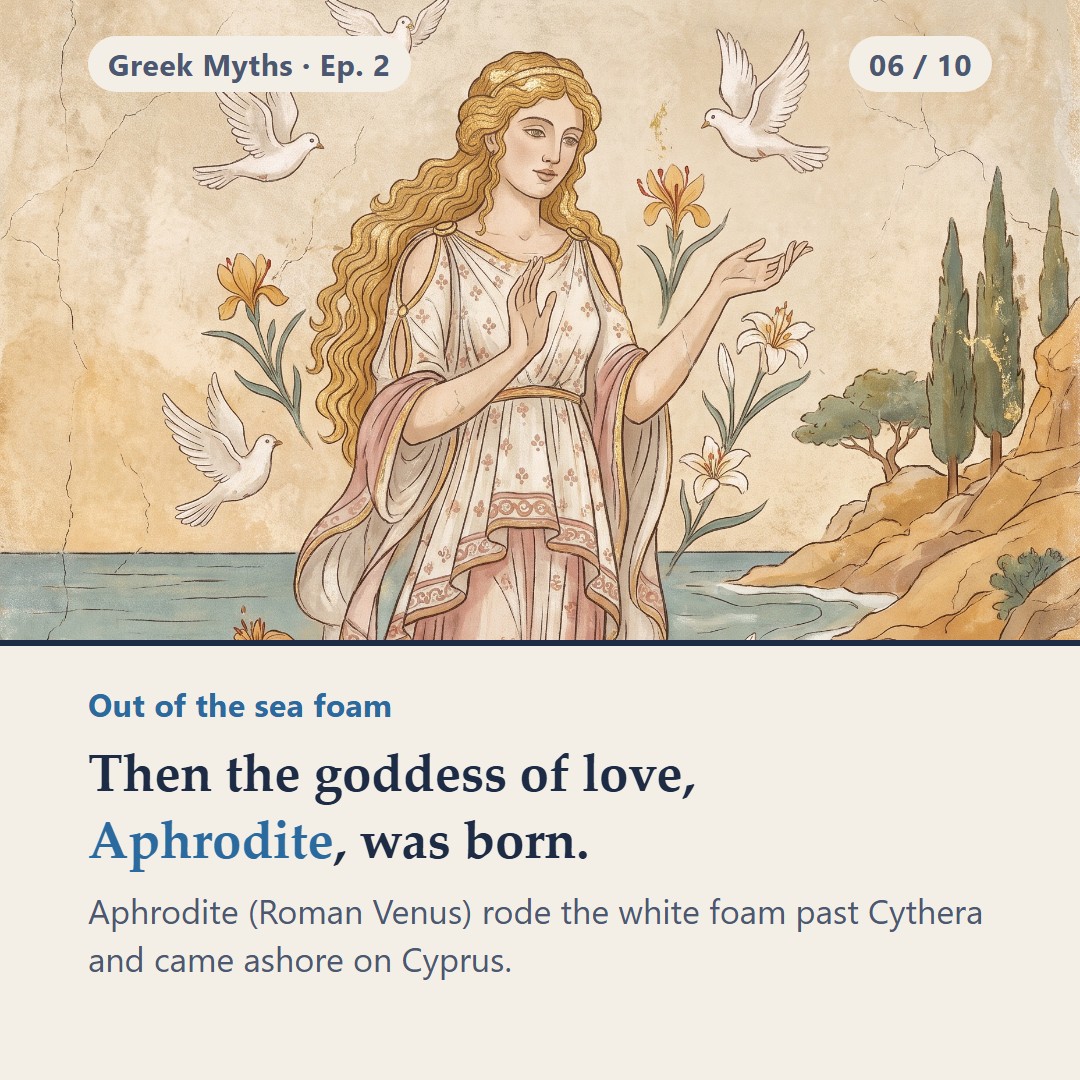 Greek Myths · Ep. 2
06 / 10
Out of the sea foam
Then the goddess of love,
Aphrodite, was born.
Aphrodite (Roman Venus) rode the white foam past Cythera
and came ashore on Cyprus.